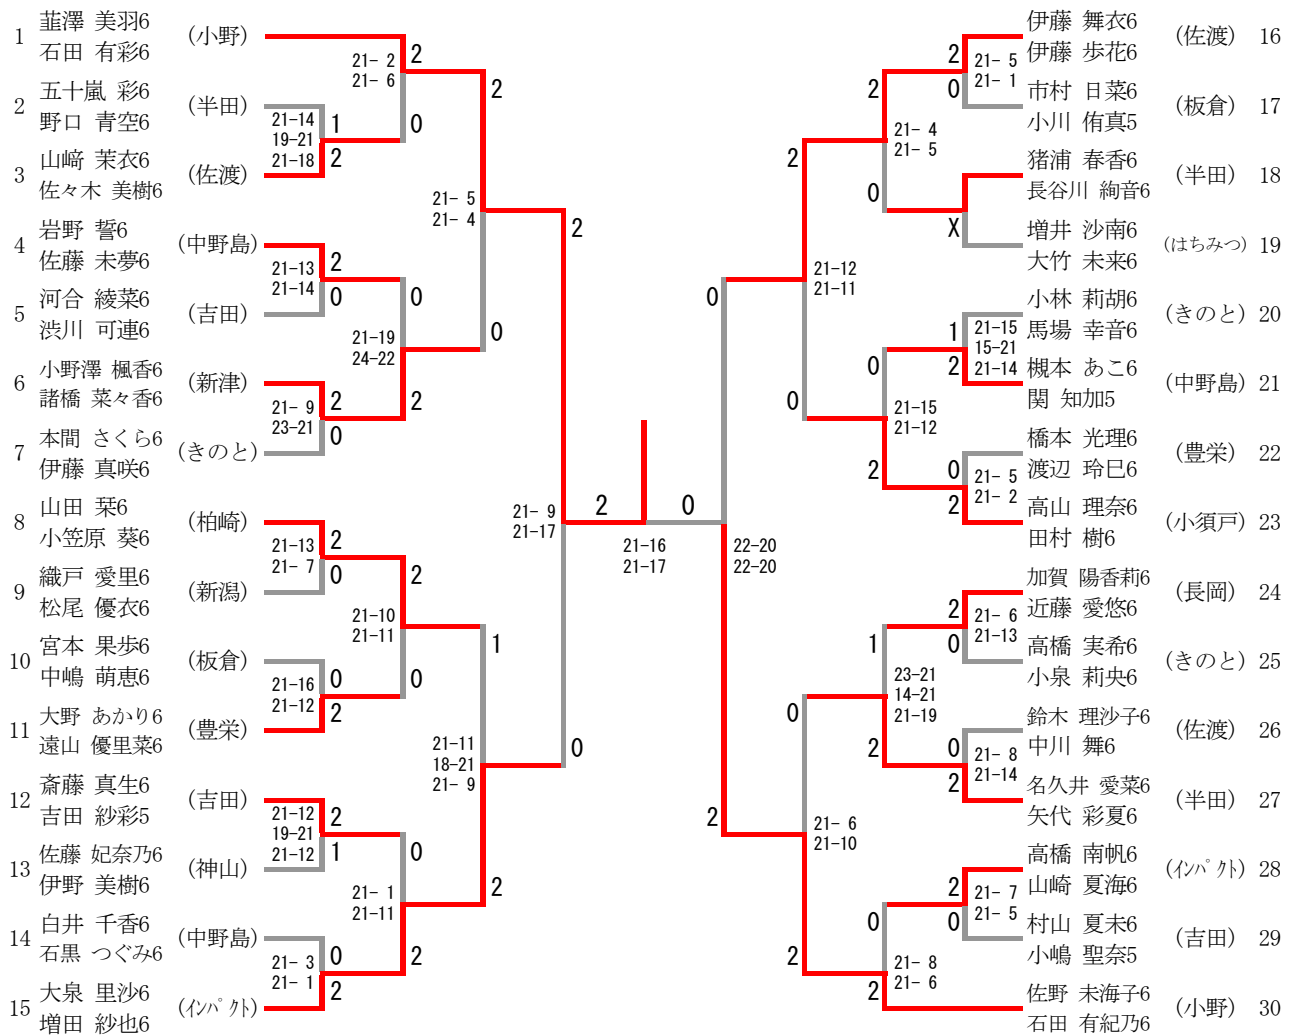 1 韮澤 美羽6 (小野)
石田 有彩6
2 五十嵐 彩6 (半田)
野口 青空6
3 山﨑 茉衣6 (佐渡)
佐々木 美樹6
4 岩野 誓6 (中野島)
佐藤 未夢6
5 河合 綾菜6 (吉田)
渋川 可連6
6 小野澤 楓香6 (新津)
諸橋 菜々香6
7 本間 さくら6 (きのと)
伊藤 真咲6
8 山田 栞6 (柏崎)
小笠原 葵6
9 織戸 愛里6 (新潟)
松尾 優衣6
10 宮本 果歩6 (板倉)
中嶋 萌恵6
11 大野 あかり6 (豊栄)
遠山 優里菜6
12 斎藤 真生6 (吉田)
吉田 紗彩5
13 佐藤 妃奈乃6 (神山)
伊野 美樹6
14 白井 千香6 (中野島)
石黒 つぐみ6
15 大泉 里沙6 (インパクト)
増田 紗也6
21- 2
21- 6
2
0
21-14
19-21
21-18
1
2
2
21- 5
21- 4
0
21-13
21-14
2
0
0
21-19
24-22
2
21- 9
23-21
2
0
2
21- 9
21-17
0
21-13
21- 7
2
0
2
21-10
21-11
0
21-16
21-12
0
2
1
21-11
18-21
21- 9
2
21-12
19-21
21-12
2
1
0
21- 1
21-11
2
21- 3
21- 1
0
2
2
0
21-16
21-17
0
22-20
22-20
2
2
21-12
21-11
0
2
21- 4
21- 5
0
2
21- 5
21- 1
0
X
0
21-15
21-12
2
1
21-15
15-21
21-14
2
0
21- 5
21- 2
2
0
21- 6
21-10
2
1
23-21
14-21
21-19
2
2
21- 6
21-13
0
0
21- 8
21-14
2
0
21- 8
21- 6
2
2
21- 7
21- 5
0
伊藤 舞衣6 (佐渡) 16
伊藤 歩花6
市村 日菜6 (板倉) 17
小川 侑真5
猪浦 春香6 (半田) 18
長谷川 絢音6
増井 沙南6 (はちみつ) 19
大竹 未来6
小林 莉胡6 (きのと) 20
馬場 幸音6
槻本 あこ6 (中野島) 21
関 知加5
橋本 光理6 (豊栄) 22
渡辺 玲巳6
高山 理奈6 (小須戸) 23
田村 樹6
加賀 陽香莉6 (長岡) 24
近藤 愛悠6
高橋 実希6 (きのと) 25
小泉 莉央6
鈴木 理沙子6 (佐渡) 26
中川 舞6
名久井 愛菜6 (半田) 27
矢代 彩夏6
高橋 南帆6 (インパクト) 28
山崎 夏海6
村山 夏未6 (吉田) 29
小嶋 聖奈5
佐野 未海子6 (小野) 30
石田 有紀乃6